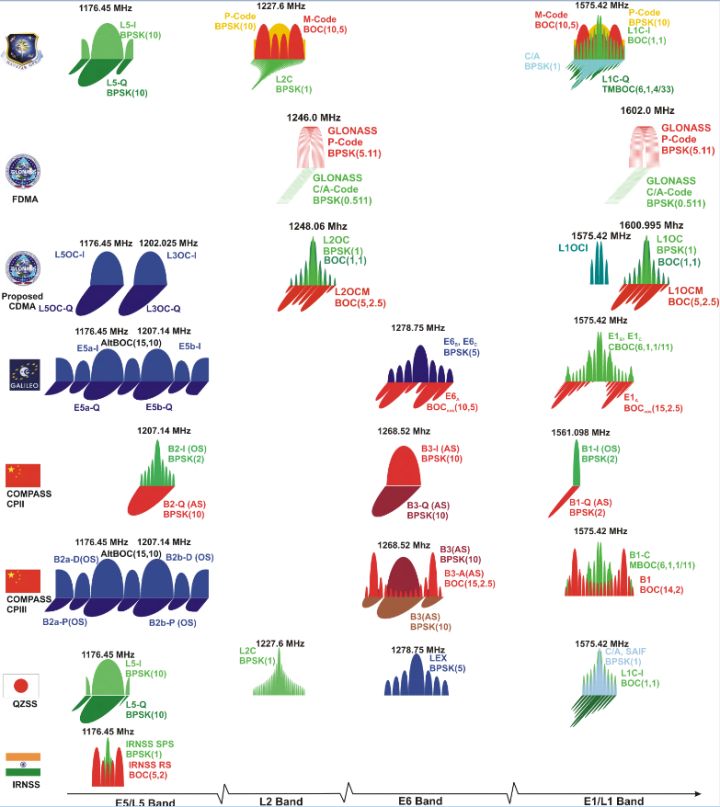 1176.45 MHz
L5-I
BPSK(10)
L5-Q
BPSK(10)
1227.6 MHz
P-Code
BPSK(10)
M-Code
BOC(10,5)
L2C
BPSK(1)
1575.42 MHz
M-Code
BOC(10,5)
P-Code
BPSK(10)
L1C-I
BOC(1,1)
C/A
BPSK(1)
L1C-Q
TMBOC(6,1,4/33)
GLONASS
FDMA
1246.0 MHz
GLONASS
P-Code
BPSK(5.11)
GLONASS
C/A-Code
BPSK(0.511)
1602.0 MHz
GLONASS
P-Code
BPSK(5.11)
GLONASS
C/A-Code
BPSK(0.511)
GLONASS
Proposed
CDMA
1176.45 MHz
L5OC-I
L5OC-Q
1202.025 MHz
L3OC-I
L3OC-Q
1248.06 Mhz
L2OC
BPSK(1)
BOC(1,1)
L2OCM
BOC(5,2.5)
1575.42 MHz
L1OCI
1600.995 MHz
L1OC
BPSK(1)
BOC(1,1)
L1OCM
BOC(5,2.5)
GALILEO
1176.45 MHz
1207.14 MHz
AltBOC(15,10)
E5a-I
E5b-I
E5a-Q
E5b-Q
1278.75 MHz
E6B, E6C
BPSK(5)
E6A
BOCcos(10,5)
1575.42 MHz
E1B, E1C
CBOC(6,1,1/11)
E1A
BOCcos(15,2.5)
COMPASS
CPII
1207.14 MHz
B2-I (OS)
BPSK(2)
B2-Q (AS)
BPSK(10)
1268.52 MHz
B3-I (AS)
BPSK(10)
B3-Q (AS)
BPSK(10)
1561.098 MHz
B1-I (OS)
BPSK(2)
B1-Q (AS)
BPSK(2)
COMPASS
CPIII
1176.45 MHz
1207.14 MHz
B2a-D(OS)
AltBOC(15,10)
B2b-D (OS)
B2a-P(OS)
B2b-P (OS)
1268.52 Mhz
B3(AS)
BPSK(10)
B3-A(AS)
BOC(15,2.5)
B3(AS)
BPSK(10)
1575.42 MHz
B1-C
MBOC(6,1,1/11)
B1
BOC(14,2)
QZSS
1176.45 MHz
L5-I
BPSK(10)
L5-Q
BPSK(10)
1227.6 MHz
L2C
BPSK(1)
1278.75 MHz
LEX
BPSK(5)
1575.42 MHz
C/A, SAIF
BPSK(1)
L1C-I
BOC(1,1)
IRNSS
1176.45 MHz
IRNSS SPS
BPSK(1)
IRNSS RS
BOC(5,2)
E5/L5 Band
L2 Band
E6 Band
E1/L1 Band